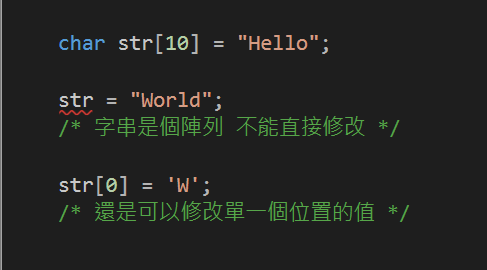 char str[10] = "Hello";
str = "World";
/* 字串是個陣列 不能直接修改 */
str[0] = 'W';
/* 還是可以修改單一個位置的值 */